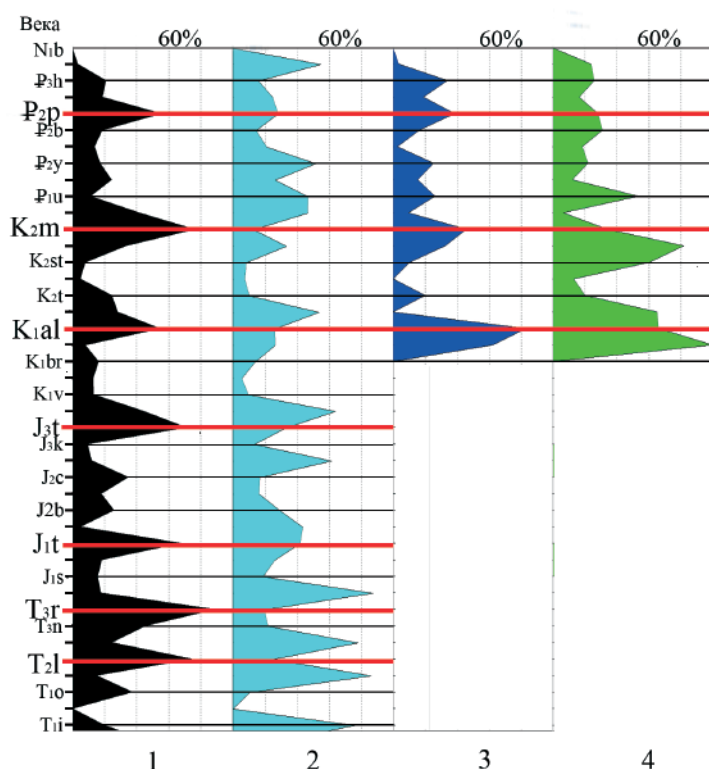 Века
60% 60% 60% 60%
N₁b
₽₃h
₽₂p
₽₂b
₽₂y
₽₁u
K₂m
K₂st
K₂t
K₁al
K₁br
K₁v
J₃t
J₃k
J₂c
J2b
J₁t
J₁s
T₃r
T₃n
T₂l
T₁o
T₁i
1 2 3 4